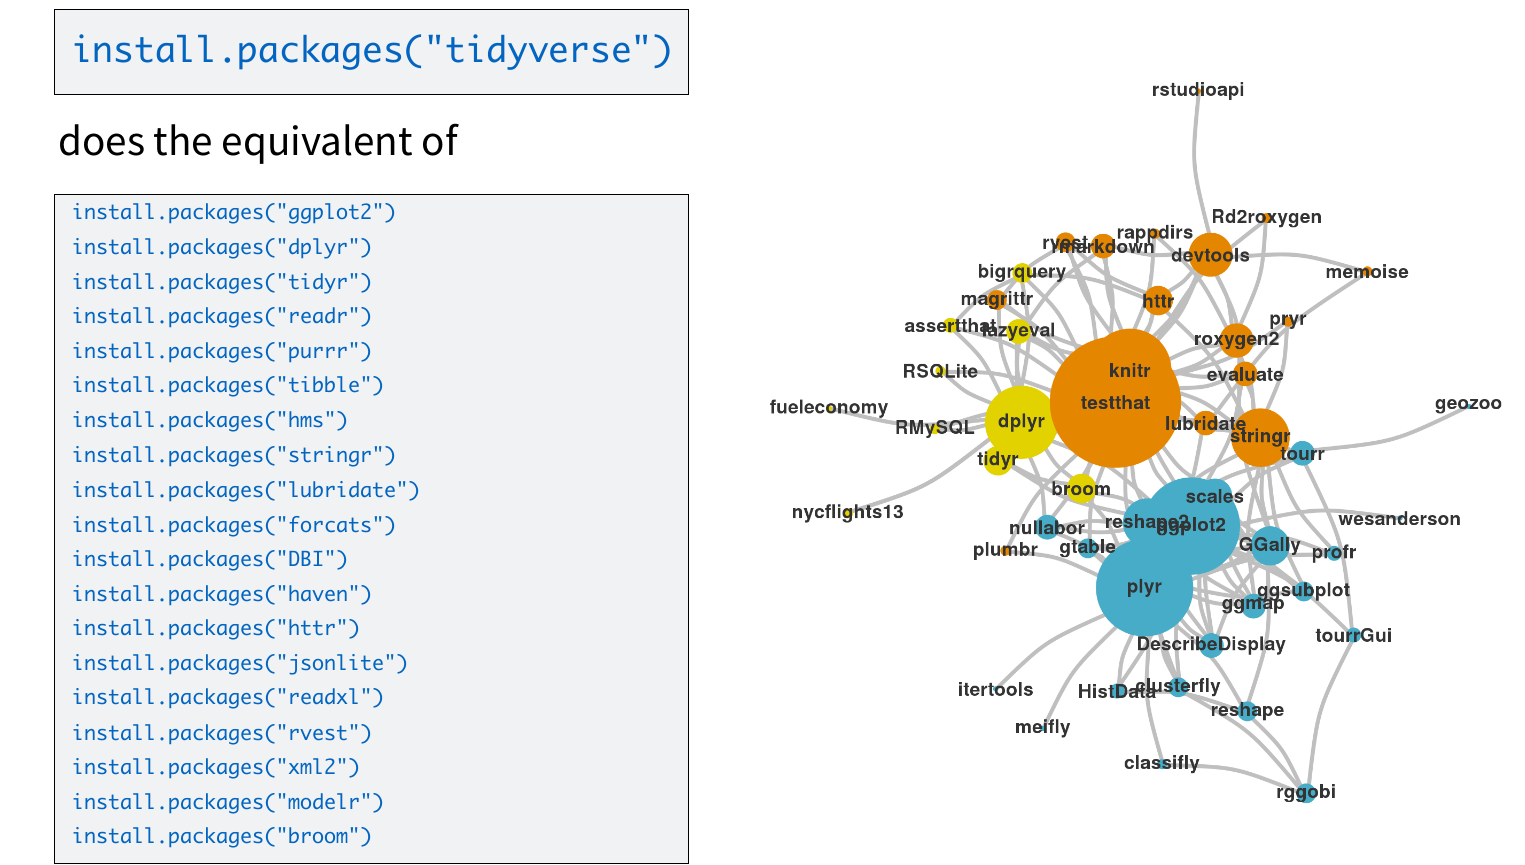 install.packages("tidyverse")
does the equivalent of
install.packages("ggplot2")
install.packages("dplyr")
install.packages("tidyr")
install.packages("readr")
install.packages("purrr")
install.packages("tibble")
install.packages("hms")
install.packages("stringr")
install.packages("lubridate")
install.packages("forcats")
install.packages("DBI")
install.packages("haven")
install.packages("httr")
install.packages("jsonlite")
install.packages("readxl")
install.packages("rvest")
install.packages("xml2")
install.packages("modelr")
install.packages("broom")
rstudioapi
Rd2roxygen
rappdirs
rvest
rmarkdown
devtools
bigrquery
memoise
magrittr
httr
pryr
assertthat
lazyeval
roxygen2
RSQLite
knitr
evaluate
testthat
fueleconomy
geozoo
dplyr
lubridate
RMySQL
stringr
tourr
tidyr
broom
scales
nycflights13
wesanderson
reshape2
ggplot2
nullabor
gtable
GGally
plumbr
profr
plyr
ggsubplot
ggmap
tourrGui
DescribeDisplay
itertools
HistData
clusterfly
reshape
meifly
classifly
rggobi